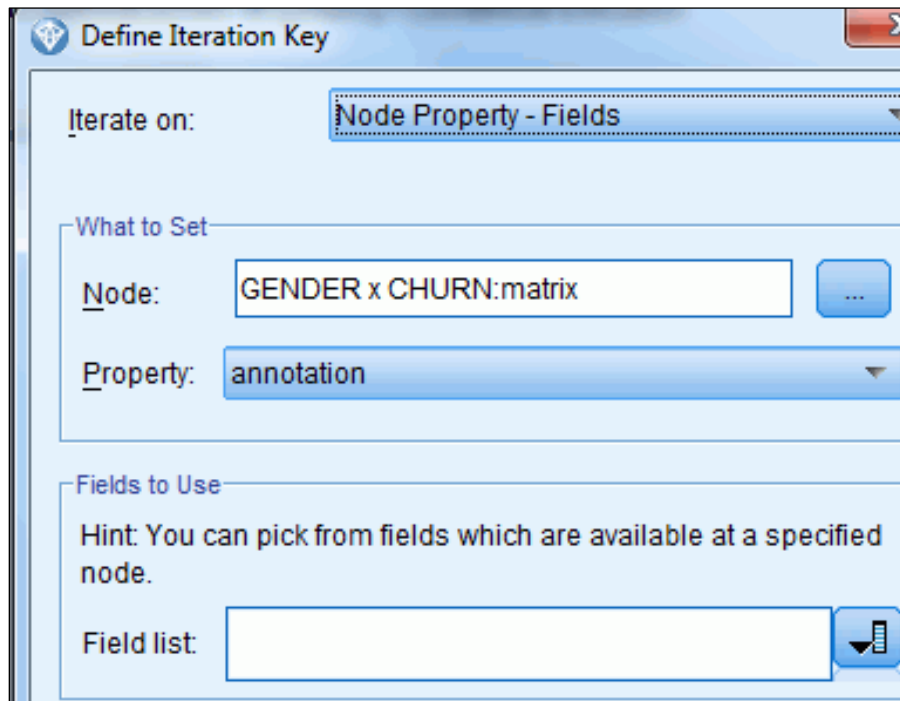 Define Iteration Key
Iterate on: Node Property - Fields
What to Set
Node: GENDER x CHURN:matrix ...
Property: annotation
Fields to Use
Hint: You can pick from fields which are available at a specified
node.
Field list: